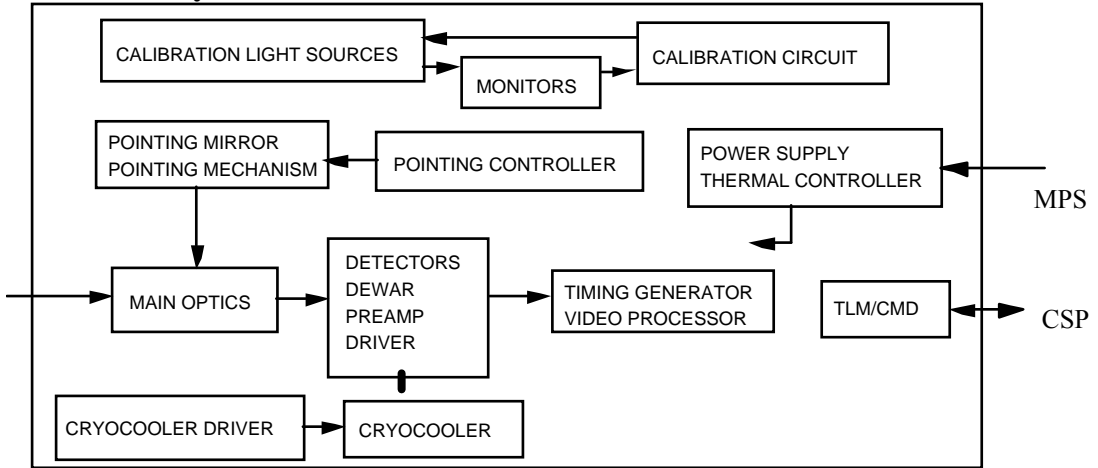 CALIBRATION LIGHT SOURCES
CALIBRATION CIRCUIT
MONITORS
POINTING MIRROR
POINTING MECHANISM
POINTING CONTROLLER
POWER SUPPLY
THERMAL CONTROLLER
MPS
MAIN OPTICS
DETECTORS
DEWAR
PREAMP
DRIVER
TIMING GENERATOR
VIDEO PROCESSOR
TLM/CMD
CSP
CRYOCOOLER DRIVER
CRYOCOOLER